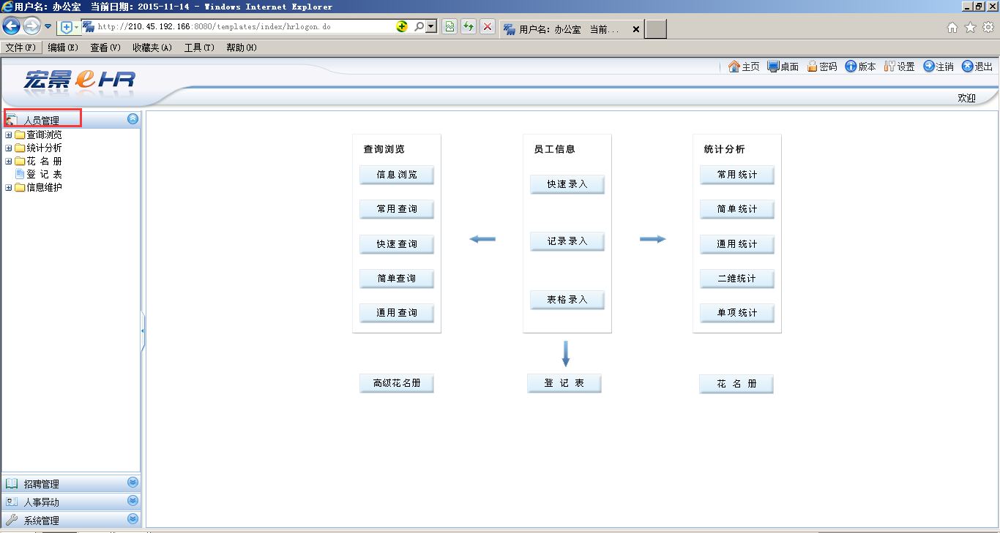 用户名: 办公室  当前日期: 2015-11-14 - Windows Internet Explorer
http://210.45.192.166:8080/templates/index/hrlogon.do
用户名: 办公室  当前...
文件(F) 编辑(E) 查看(V) 收藏夹(A) 工具(T) 帮助(H)
主页 桌面 密码 版本 设置 注销 退出
宏景eHR
欢迎
人员管理
查询浏览
统计分析
花 名 册
登 记 表
信息维护
招聘管理
人事异动
系统管理
查询浏览
信息浏览
常用查询
快速查询
简单查询
通用查询
高级花名册
员工信息
快速录入
记录录入
表格录入
登 记 表
统计分析
常用统计
简单统计
通用统计
二维统计
单项统计
花 名 册